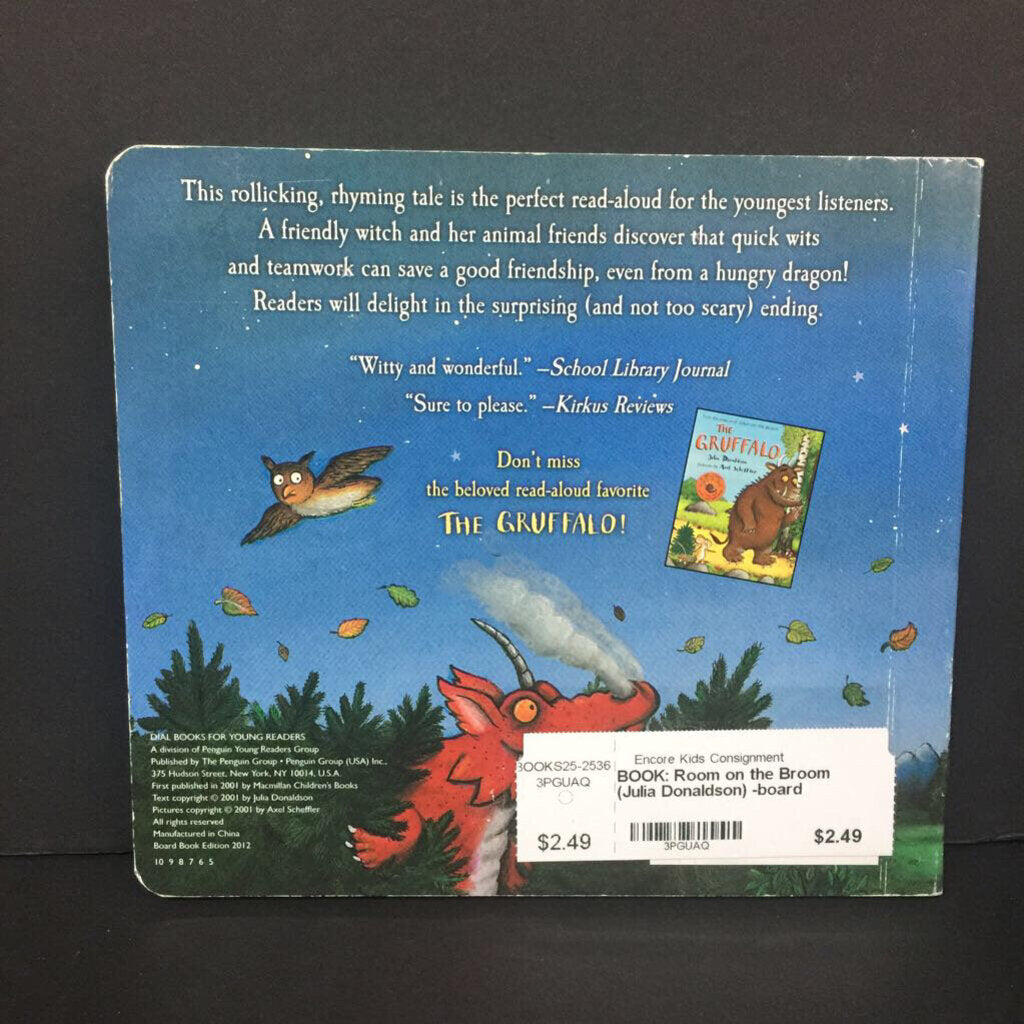 This rollicking, rhyming tale is the perfect read-aloud for the youngest listeners.
A friendly witch and her animal friends discover that quick wits
and teamwork can save a good friendship, even from a hungry dragon!
Readers will delight in the surprising (and not too scary) ending.
"Witty and wonderful." —School Library Journal
"Sure to please." —Kirkus Reviews
Don't miss
the beloved read-aloud favorite
THE GRUFFALO!
THE
GRUFFALO
Julia Donaldson
Axel Scheffler
DIAL BOOKS FOR YOUNG READERS
A division of Penguin Young Readers Group
Published by The Penguin Group • Penguin Group (USA) Inc.,
375 Hudson Street, New York, NY 10014, U.S.A.
First published in 2001 by Macmillan Children's Books
Text copyright © 2001 by Julia Donaldson
Pictures copyright © 2001 by Axel Scheffler
All rights reserved
Manufactured in China
Board Book Edition 2012
10 9 8 7 6 5
BOOKS25-2536
3PGUAQ
$2.49
Encore Kids Consignment
BOOK: Room on the Broom
(Julia Donaldson) -board
3PGUAQ
$2.49